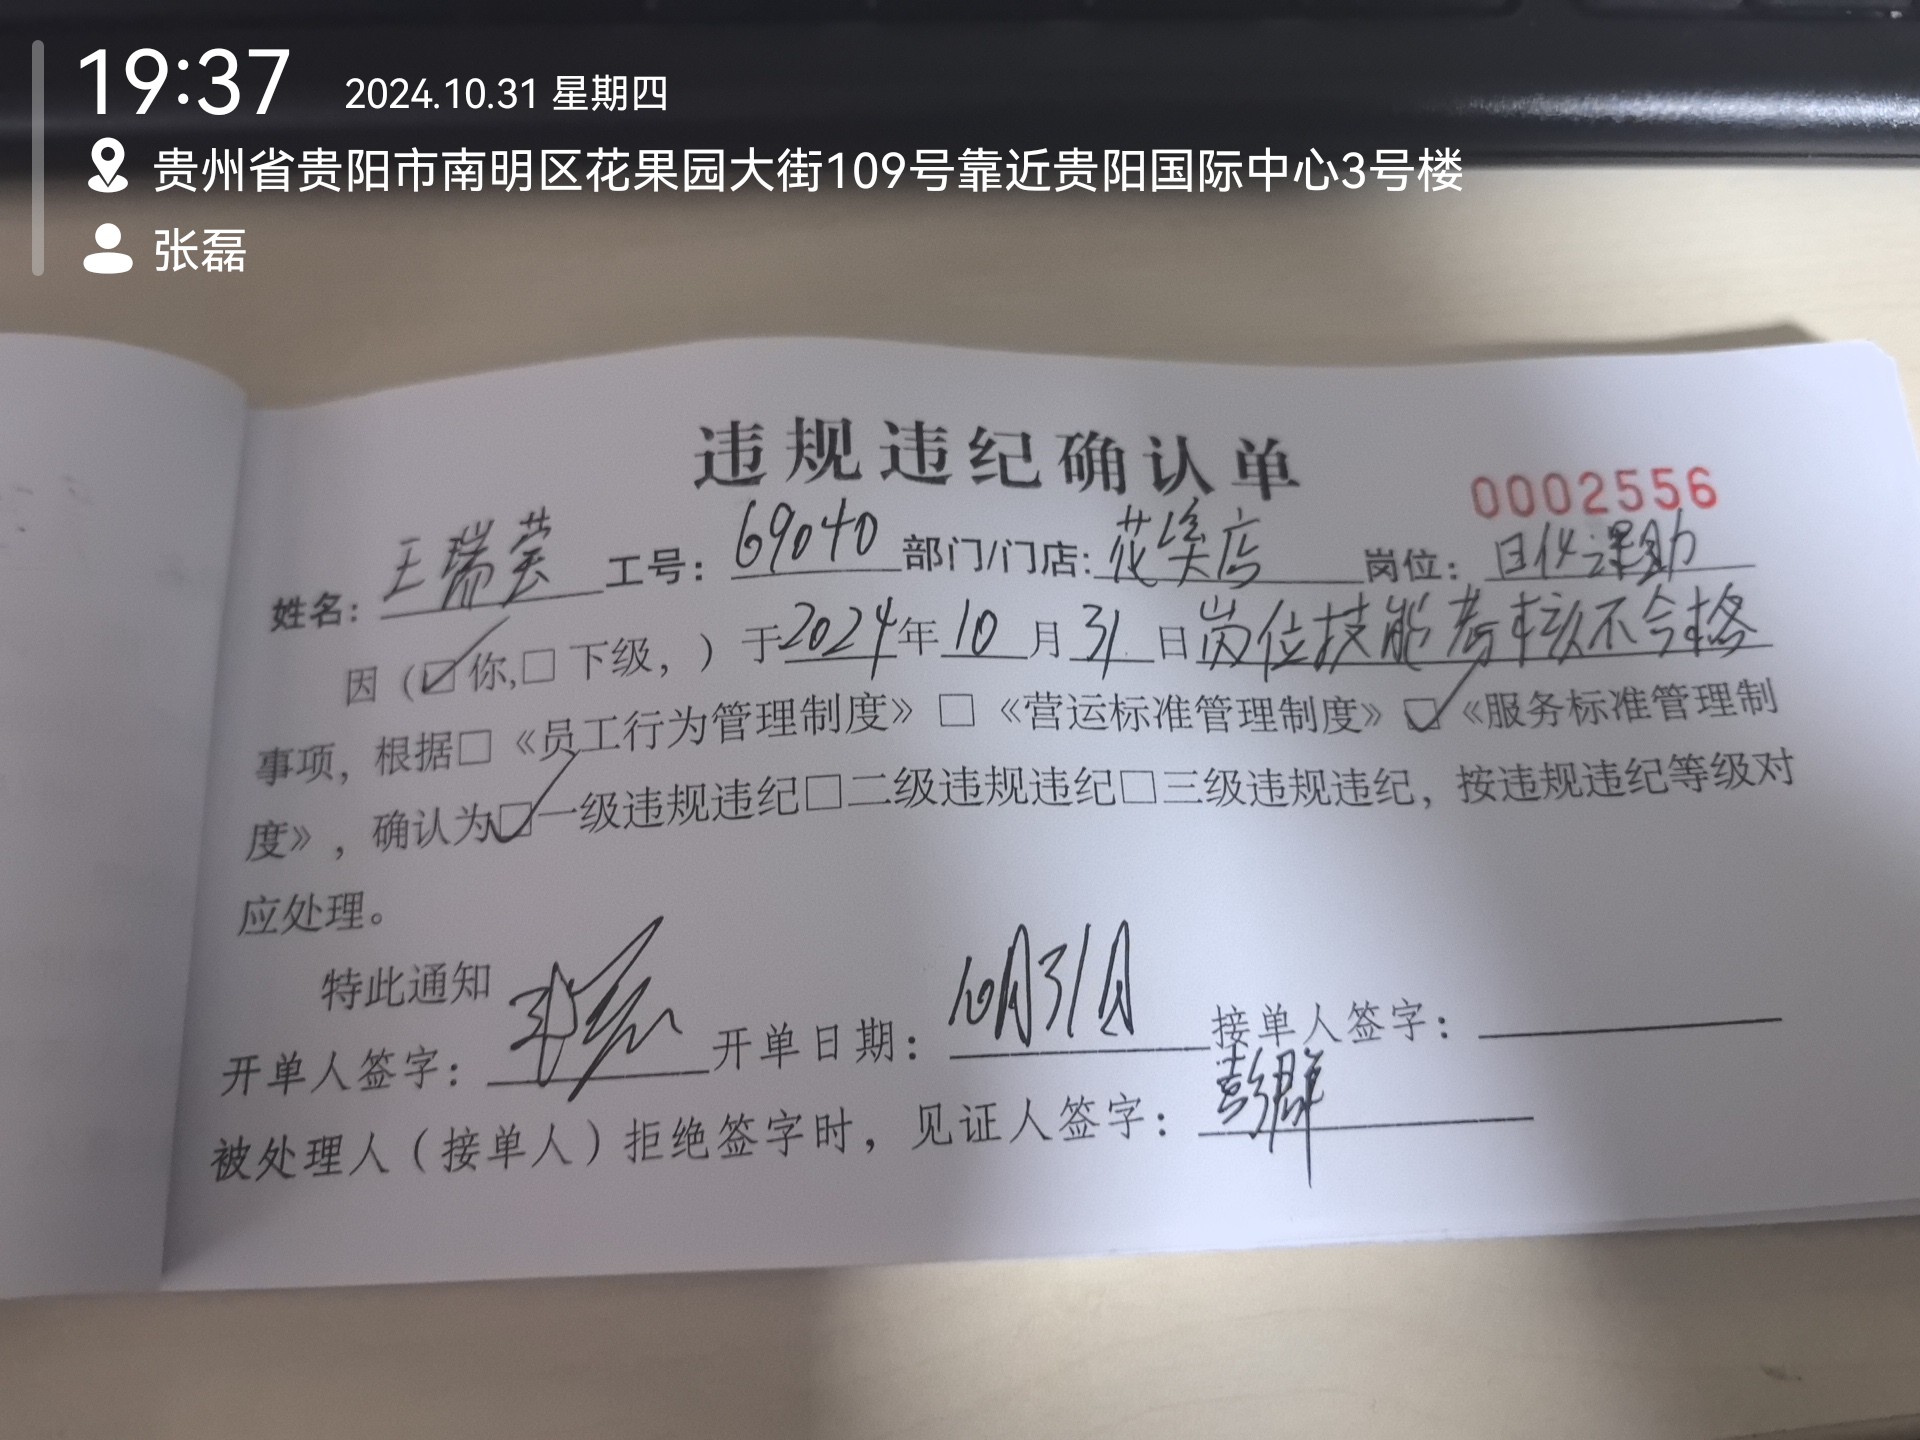 19:37 2024.10.31 星期四
贵州省贵阳市南明区花果园大街109号靠近贵阳国际中心3号楼
张磊
违规违纪确认单
0002556
姓名：王瑞芸 工号：69040 部门/门店：花溪店 岗位：日化课助
因（☑你,□下级，）于2024年10月31日岗位技能考核不合格
事项，根据□《员工行为管理制度》□《营运标准管理制度》☑《服务标准管理制
度》，确认为☑一级违规违纪□二级违规违纪□三级违规违纪，按违规违纪等级对
应处理。
特此通知
开单人签字： 开单日期：10月31日 接单人签字：
被处理人（接单人）拒绝签字时，见证人签字：彭群